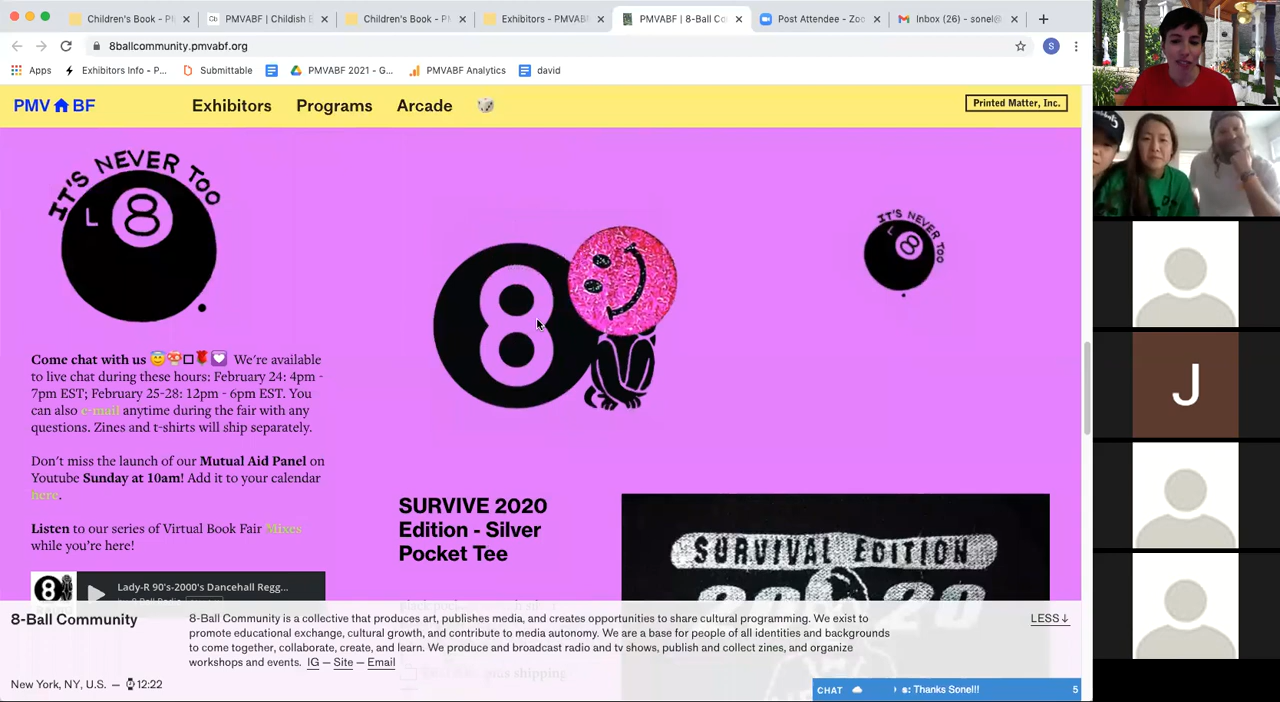 Children's Book - P
PMVABF | Childish E
Children's Book - P
Exhibitors - PMVABF
PMVABF | 8-Ball Co
Post Attendee - Zoo
Inbox (26) - sonel@
8ballcommunity.pmvabf.org
S
Apps
Exhibitors Info - P...
Submittable
PMVABF 2021 - G...
PMVABF Analytics
david
PMV BF
Exhibitors
Programs
Arcade
Printed Matter, Inc.
IT'S NEVER TOO
L 8
IT'S NEVER TOO
L 8
8
Come chat with us We're available
to live chat during these hours: February 24: 4pm -
7pm EST; February 25-28: 12pm - 6pm EST. You
can also e-mail anytime during the fair with any
questions. Zines and t-shirts will ship separately.
Don't miss the launch of our Mutual Aid Panel on
Youtube Sunday at 10am! Add it to your calendar
here.
Listen to our series of Virtual Book Fair Mixes
while you're here!
8
Lady-R 90's-2000's Dancehall Regg...
SURVIVE 2020
Edition - Silver
Pocket Tee
SURVIVAL EDITION
2020
shipping
8-Ball Community
8-Ball Community is a collective that produces art, publishes media, and creates opportunities to share cultural programming. We exist to
promote educational exchange, cultural growth, and contribute to media autonomy. We are a base for people of all identities and backgrounds
to come together, collaborate, create, and learn. We produce and broadcast radio and tv shows, publish and collect zines, and organize
workshops and events. IG — Site — Email
LESS↓
New York, NY, U.S. — 12:22
CHAT
s: Thanks Sonel!!
5
J